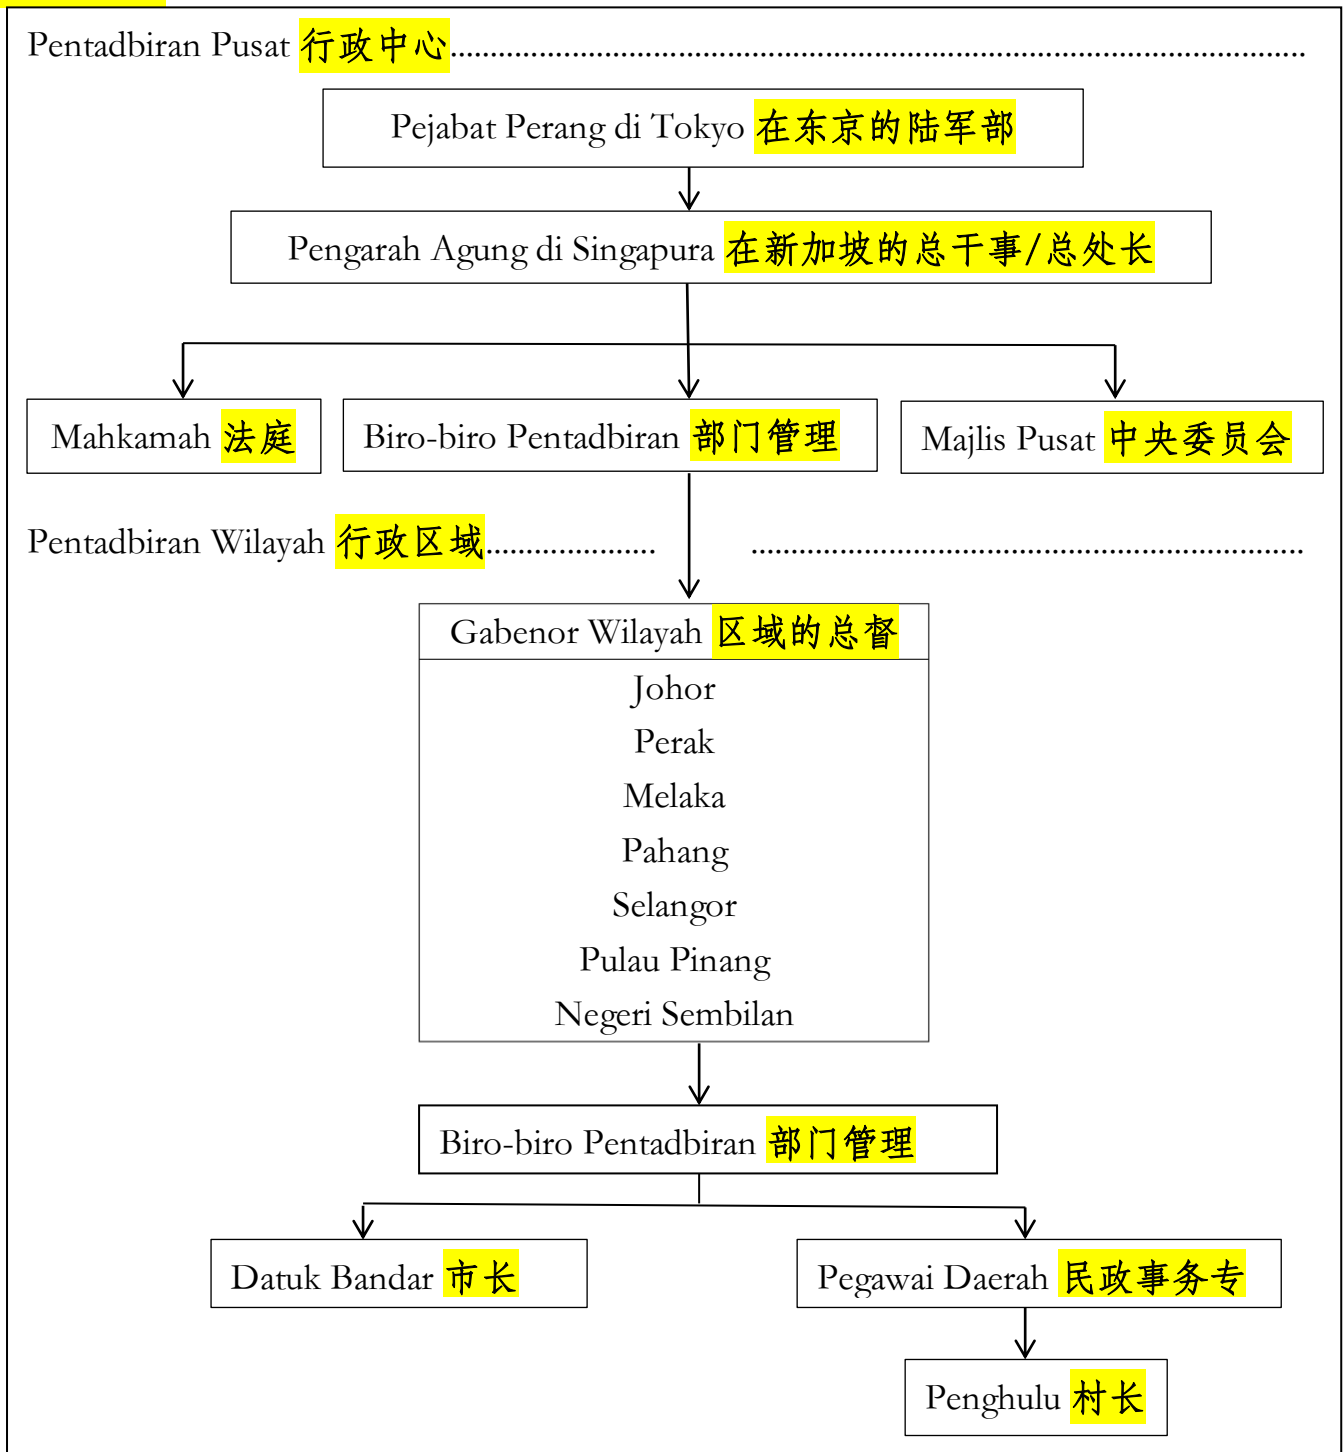 Pentadbiran Pusat 行政中心...........................................................................................................
Pejabat Perang di Tokyo 在东京的陆军部
Pengarah Agung di Singapura 在新加坡的总干事/总处长
Mahkamah 法庭
Biro-biro Pentadbiran 部门管理
Majlis Pusat 中央委员会
Pentadbiran Wilayah 行政区域..................... .....................................................................
Gabenor Wilayah 区域的总督
Johor
Perak
Melaka
Pahang
Selangor
Pulau Pinang
Negeri Sembilan
Biro-biro Pentadbiran 部门管理
Datuk Bandar 市长
Pegawai Daerah 民政事务专
Penghulu 村长